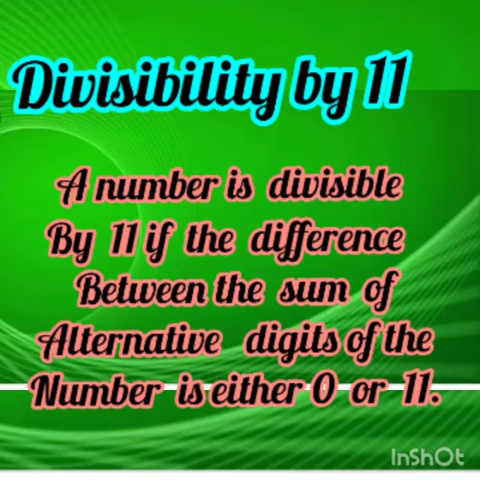 Divisibility by 11
A number is divisible
By 11 if the difference
Between the sum of
Alternative digits of the
Number is either 0 or 11.
InShOt